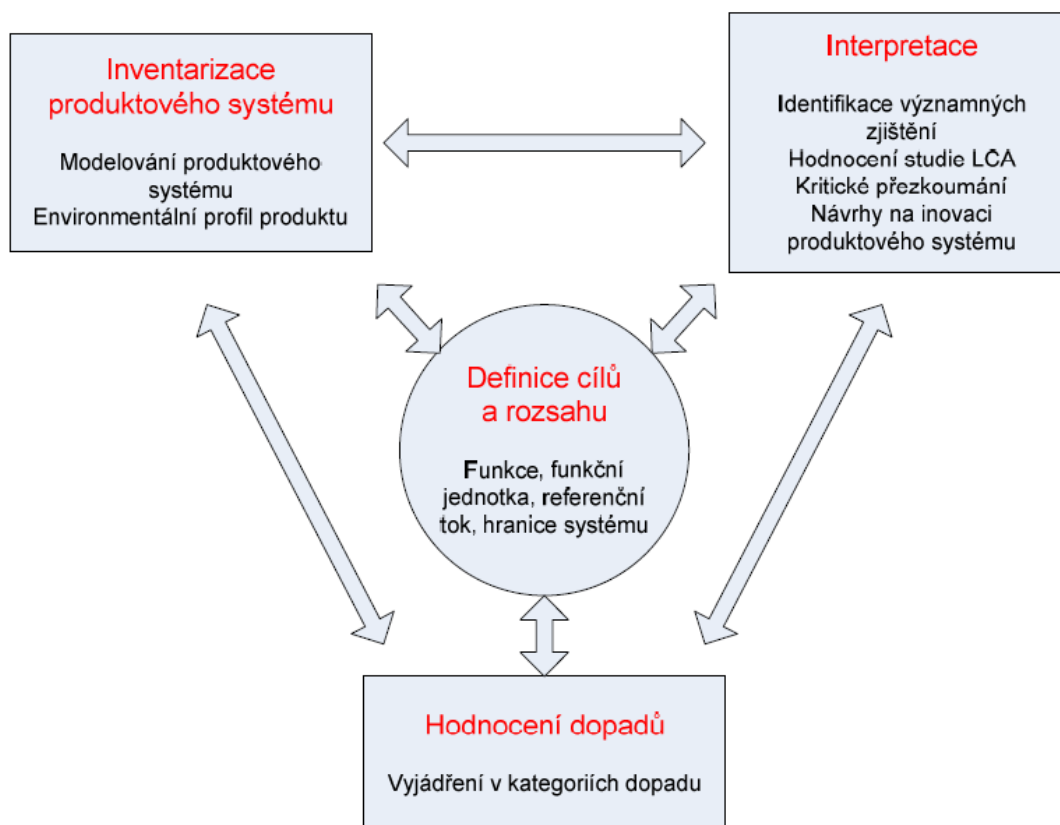 Inventarizace
produktového systému
Modelování produktového
systému
Environmentální profil produktu
Interpretace
Identifikace významných
zjištění
Hodnocení studie LCA
Kritické přezkoumání
Návrhy na inovaci
produktového systému
Definice cílů
a rozsahu
Funkce, funkční
jednotka, referenční
tok, hranice systému
Hodnocení dopadů
Vyjádření v kategoriích dopadu